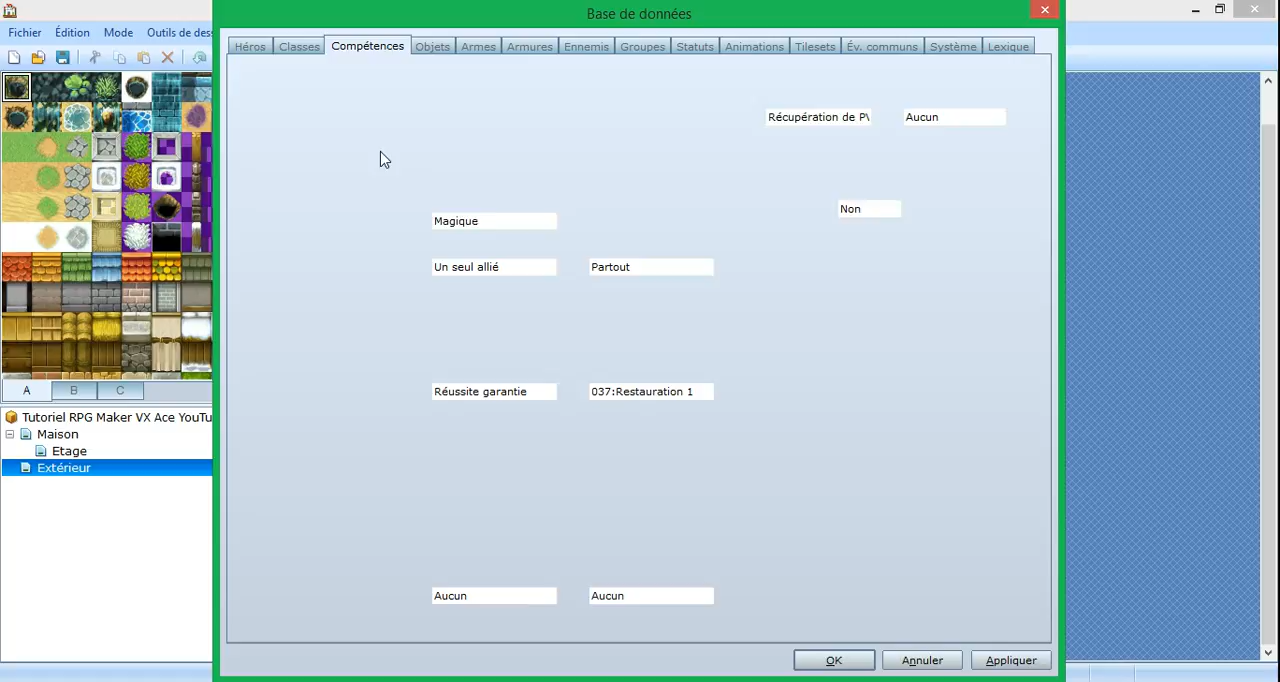 Base de données
Fichier Édition Mode Outils de dess
Héros Classes Compétences Objets Armes Armures Ennemis Groupes Statuts Animations Tilesets Év. communs Système Lexique
Récupération de P Aucun
Non
Magique
Un seul allié Partout
Réussite garantie 037:Restauration 1
A B C
Tutoriel RPG Maker VX Ace YouTu
Maison
Etage
Extérieur
Aucun Aucun
OK Annuler Appliquer